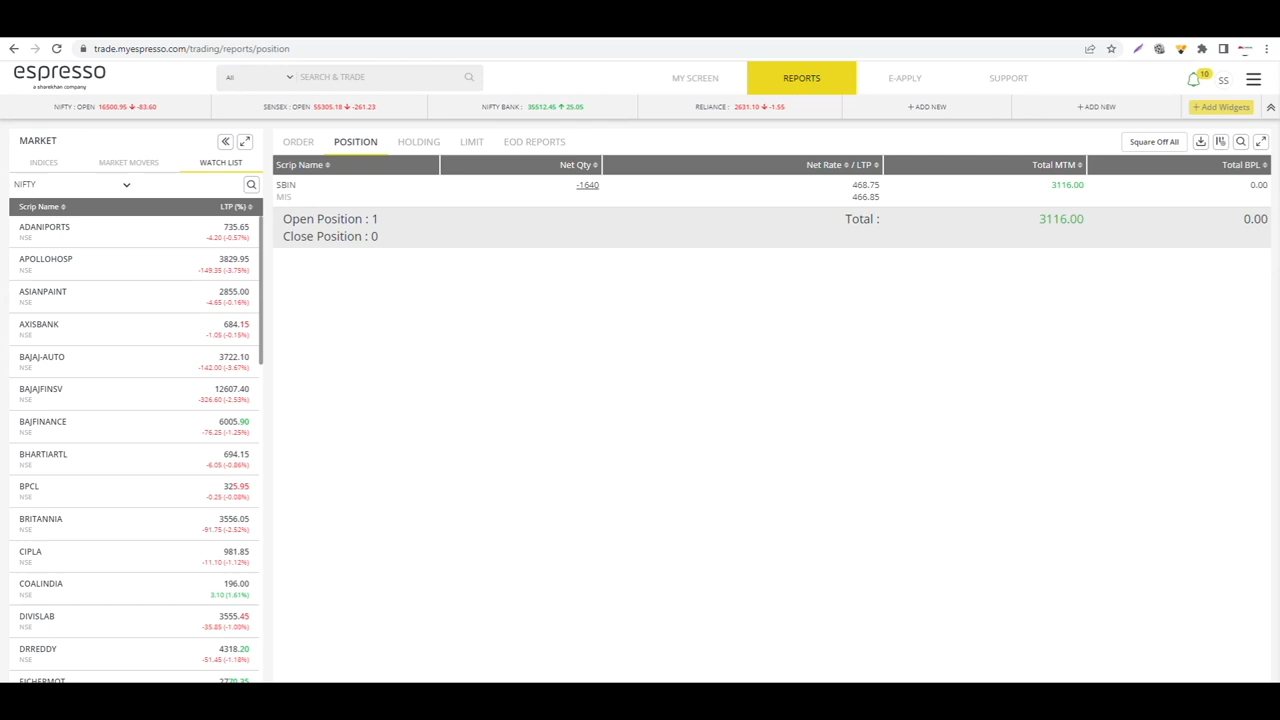 trade.myespresso.com/trading/reports/position
espresso
a sharekhan company
All
SEARCH & TRADE
MY SCREEN
REPORTS
E-APPLY
SUPPORT
10
SS
NIFTY : OPEN 16500.95 -83.60
SENSEX : OPEN 55305.18 -261.23
NIFTY BANK : 35512.45 25.05
RELIANCE : 2631.10 -1.55
+ ADD NEW
+ ADD NEW
+ Add Widgets
MARKET
INDICES
MARKET MOVERS
WATCH LIST
NIFTY
Scrip Name LTP (%)
ADANIPORTS 735.65
NSE -4.20 (-0.57%)
APOLLOHOSP 3829.95
NSE -149.35 (-3.75%)
ASIANPAINT 2855.00
NSE -4.65 (-0.16%)
AXISBANK 684.15
NSE -1.05 (-0.15%)
BAJAJ-AUTO 3722.10
NSE -142.00 (-3.67%)
BAJAJFINSV 12607.40
NSE -326.60 (-2.53%)
BAJFINANCE 6005.90
NSE -76.25 (-1.25%)
BHARTIARTL 694.15
NSE -6.05 (-0.86%)
BPCL 325.95
NSE -0.25 (-0.08%)
BRITANNIA 3556.05
NSE -91.75 (-2.52%)
CIPLA 981.85
NSE -11.10 (-1.12%)
COALINDIA 196.00
NSE 3.10 (1.61%)
DIVISLAB 3555.45
NSE -35.85 (-1.00%)
DRREDDY 4318.20
NSE -51.45 (-1.18%)
EICHERMOT 2770.35
ORDER
POSITION
HOLDING
LIMIT
EOD REPORTS
Square Off All
Scrip Name Net Qty Net Rate / LTP Total MTM Total BPL
SBIN -1640 468.75 3116.00 0.00
MIS 466.85
Open Position : 1 Total : 3116.00 0.00
Close Position : 0